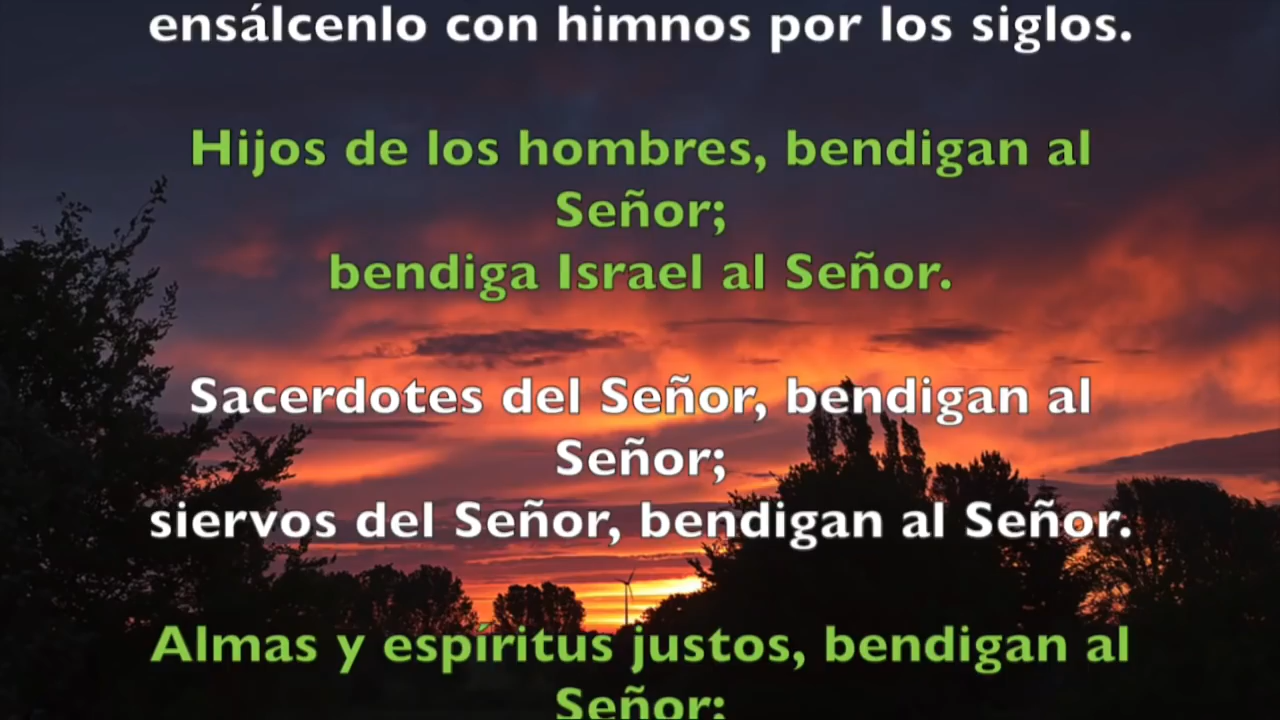 ensálcenlo con himnos por los siglos.
Hijos de los hombres, bendigan al
Señor;
bendiga Israel al Señor.
Sacerdotes del Señor, bendigan al
Señor;
siervos del Señor, bendigan al Señor.
Almas y espíritus justos, bendigan al
Señor;